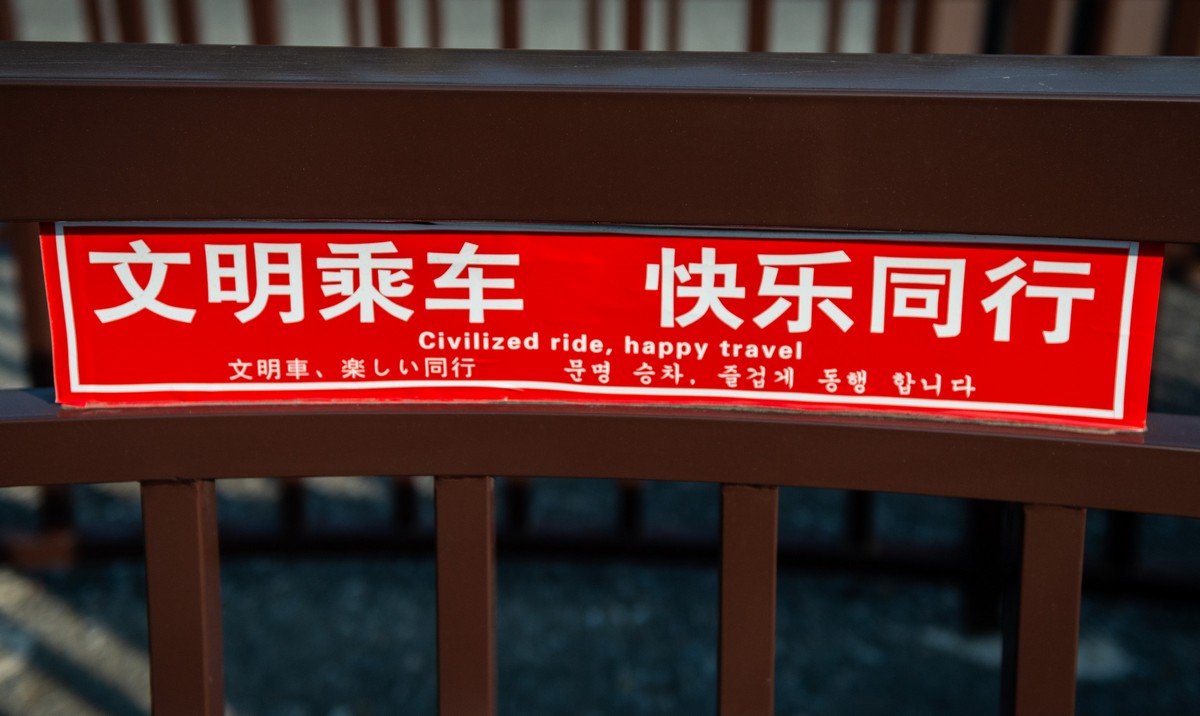 文明乘车 快乐同行
Civilized ride, happy travel
文明車、楽しい同行 문명 승차, 즐겁게 동행 합니다